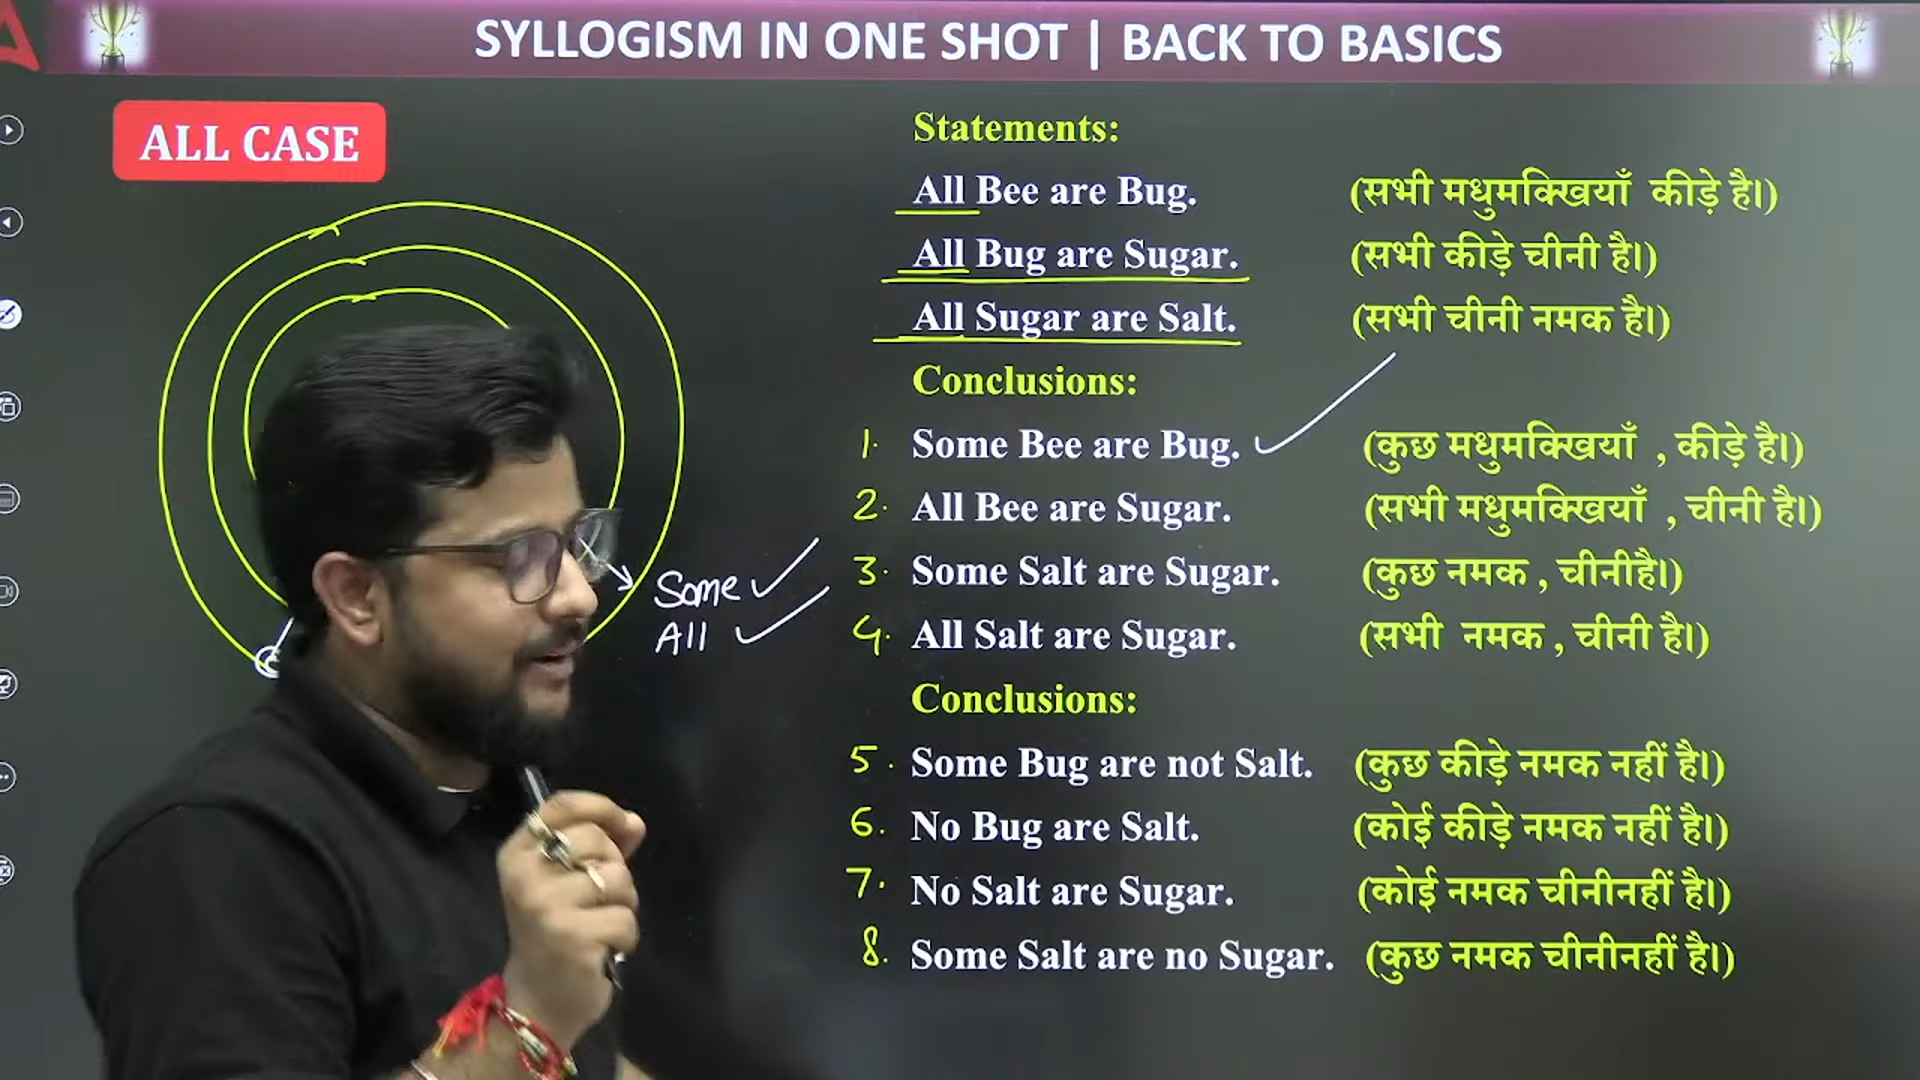 SYLLOGISM IN ONE SHOT | BACK TO BASICS
ALL CASE
Statements:
All Bee are Bug. (सभी मधुमक्खियाँ कीड़े है।)
All Bug are Sugar. (सभी कीड़े चीनी है।)
All Sugar are Salt. (सभी चीनी नमक है।)
Conclusions:
1. Some Bee are Bug. (कुछ मधुमक्खियाँ , कीड़े है।)
2. All Bee are Sugar. (सभी मधुमक्खियाँ , चीनी है।)
3. Some Salt are Sugar. (कुछ नमक , चीनीहै।)
4. All Salt are Sugar. (सभी नमक , चीनी है।)
Some
All
Conclusions:
5. Some Bug are not Salt. (कुछ कीड़े नमक नहीं है।)
6. No Bug are Salt. (कोई कीड़े नमक नहीं है।)
7. No Salt are Sugar. (कोई नमक चीनीनहीं है।)
8. Some Salt are no Sugar. (कुछ नमक चीनीनहीं है।)